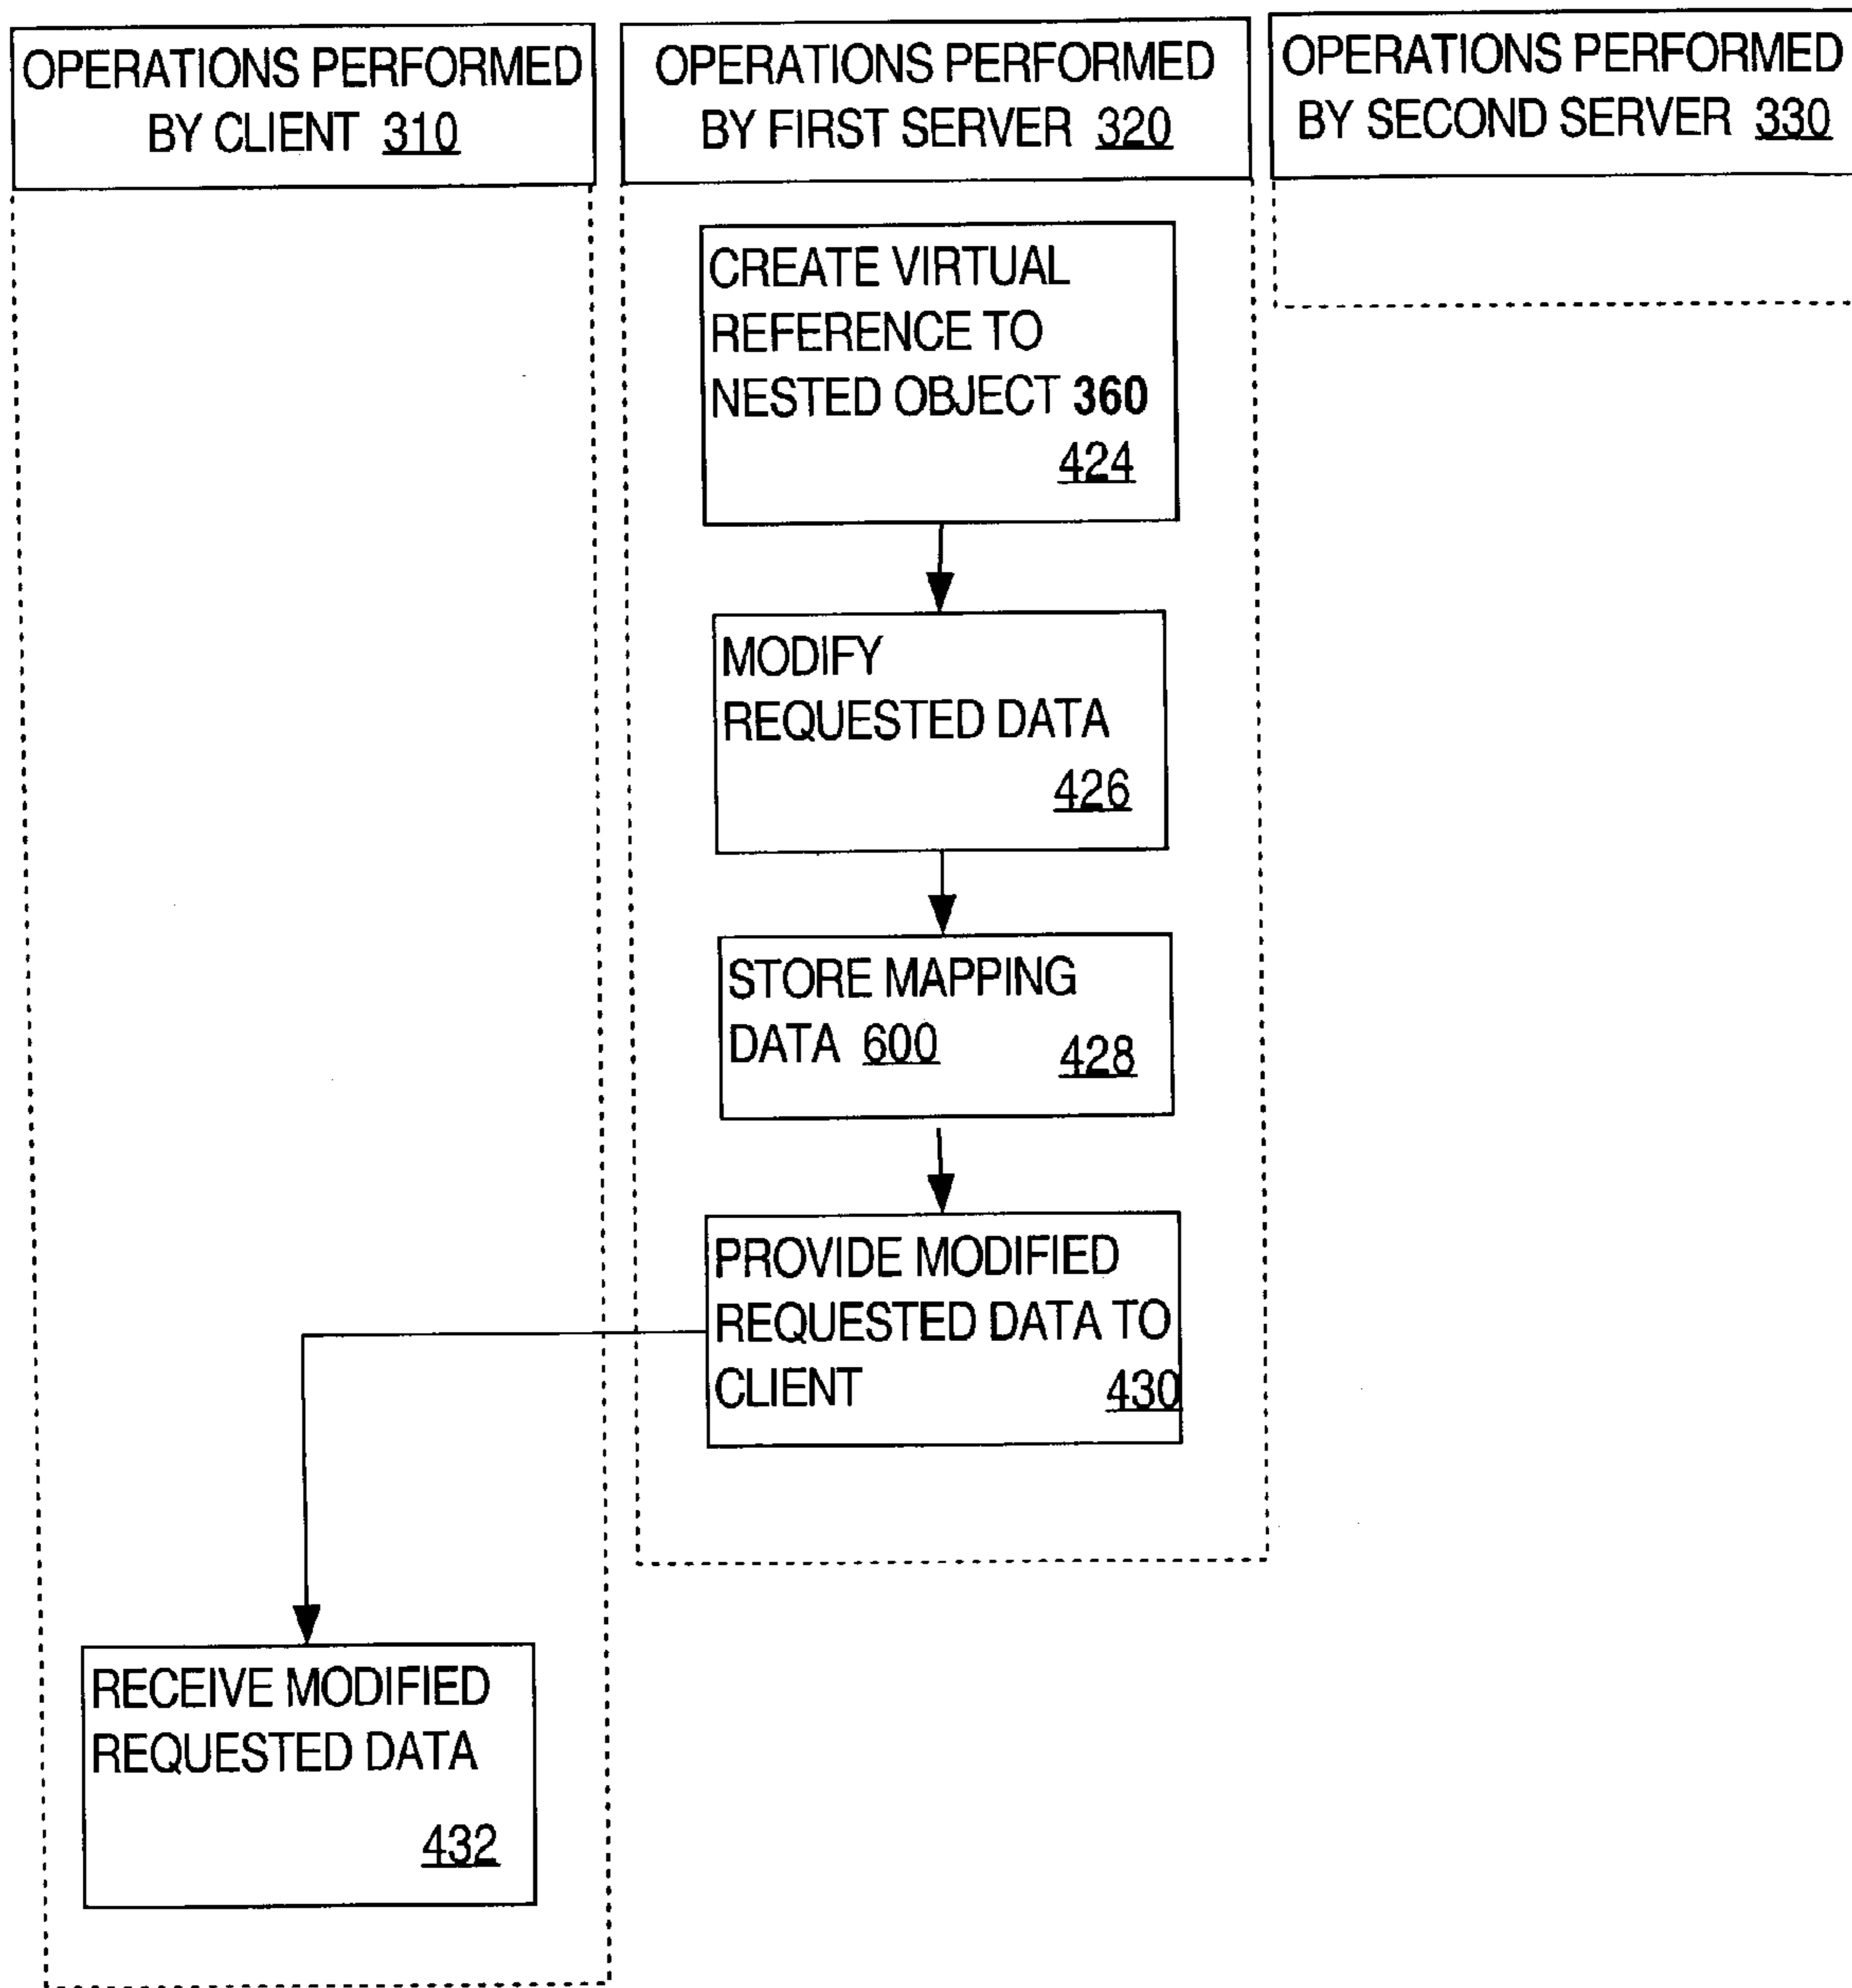 OPERATIONS PERFORMED
BY CLIENT 310
OPERATIONS PERFORMED
BY FIRST SERVER 320
OPERATIONS PERFORMED
BY SECOND SERVER 330
CREATE VIRTUAL
REFERENCE TO
NESTED OBJECT 360
424
MODIFY
REQUESTED DATA
426
STORE MAPPING
DATA 600 428
PROVIDE MODIFIED
REQUESTED DATA TO
CLIENT 430
RECEIVE MODIFIED
REQUESTED DATA
432